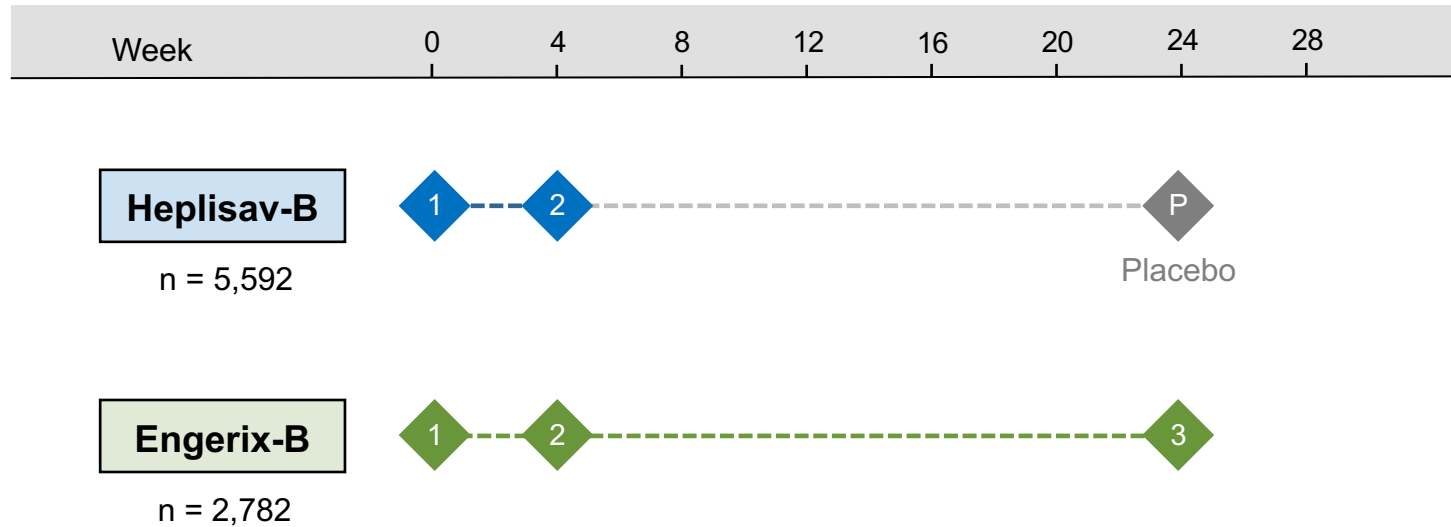 Week 0 4 8 12 16 20 24 28
Heplisav-B 1 2 P
n = 5,592
Placebo
Engerix-B 1 2 3
n = 2,782